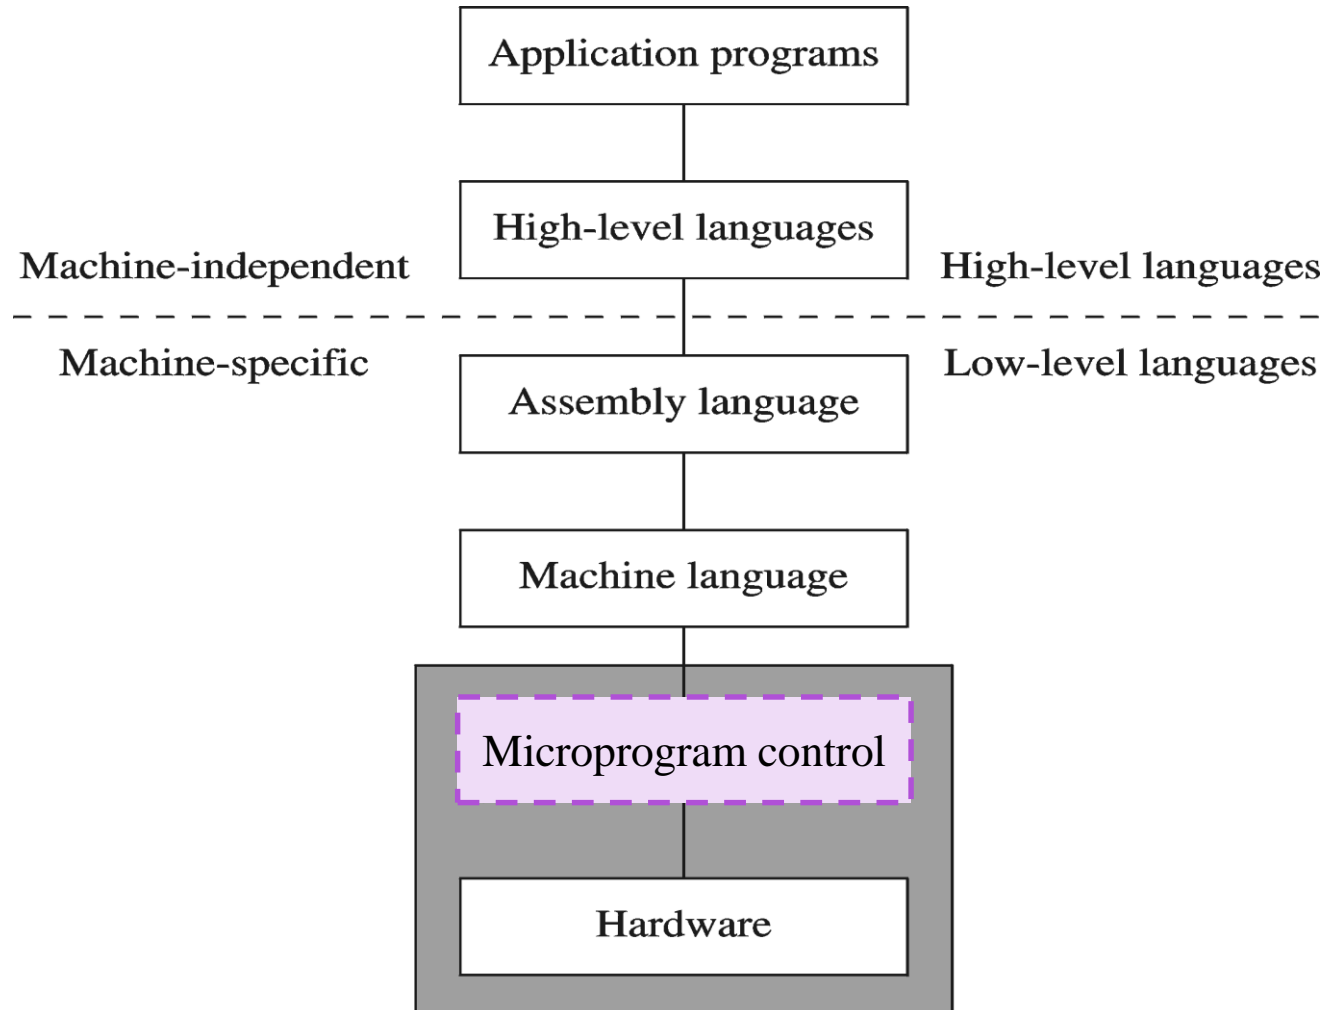 Application programs
High-level languages
Machine-independent
High-level languages
Machine-specific
Low-level languages
Assembly language
Machine language
Microprogram control
Hardware